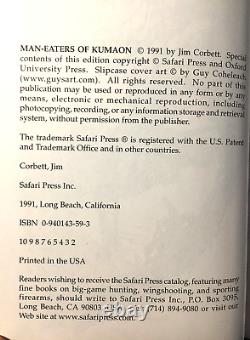 MAN-EATERS OF KUMAON © 1991 by Jim Corbett. Special
contents of this edition copyright © Safari Press and Oxford
University Press. Slipcase cover art © by Guy Coheleach
(www.guysart.com). All rights reserved. No part of this
publication may be used or reproduced in any form or by any
means, electronic or mechanical reproduction, including
photocopying, recording, or any information storage and retrieval
system, without permission from the publisher.
The trademark Safari Press ® is registered with the U.S. Patent
and Trademark Office and in other countries.
Corbett, Jim
Safari Press Inc.
1991, Long Beach, California
ISBN 0-940143-59-3
10 9 8 7 6 5 4 3 2
Printed in the USA
Readers wishing to receive the Safari Press catalog, featuring many
fine books on big-game hunting, wingshooting, and sporting
firearms, should write to Safari Press Inc., P.O. Box 3095,
Long Beach, CA 90803 (714) 894-9080 or visit our
Web site at www.safaripress.com.